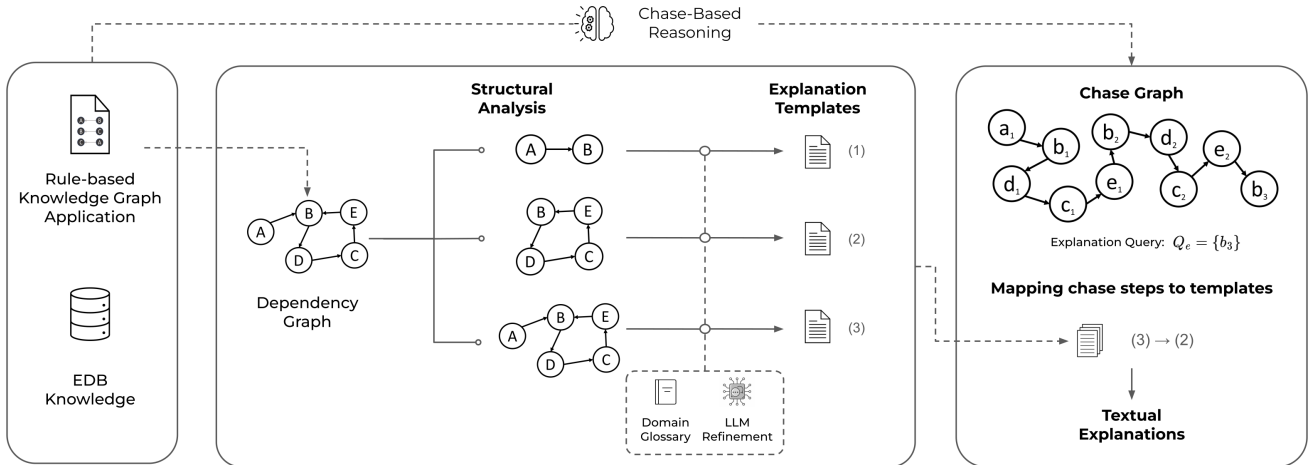 Chase-Based
Reasoning
A B
B C
C A
Rule-based
Knowledge Graph
Application
EDB
Knowledge
A
B
E
D
C
Dependency
Graph
Structural
Analysis
A
B
B
E
D
C
A
B
E
D
C
Explanation
Templates
(1)
(2)
(3)
Domain
Glossary
LLM
Refinement
Chase Graph
a₁
b₁
d₁
c₁
e₁
b₂
d₂
c₂
e₂
b₃
Explanation Query: Qₑ = {b₃}
Mapping chase steps to templates
(3) → (2)
Textual
Explanations